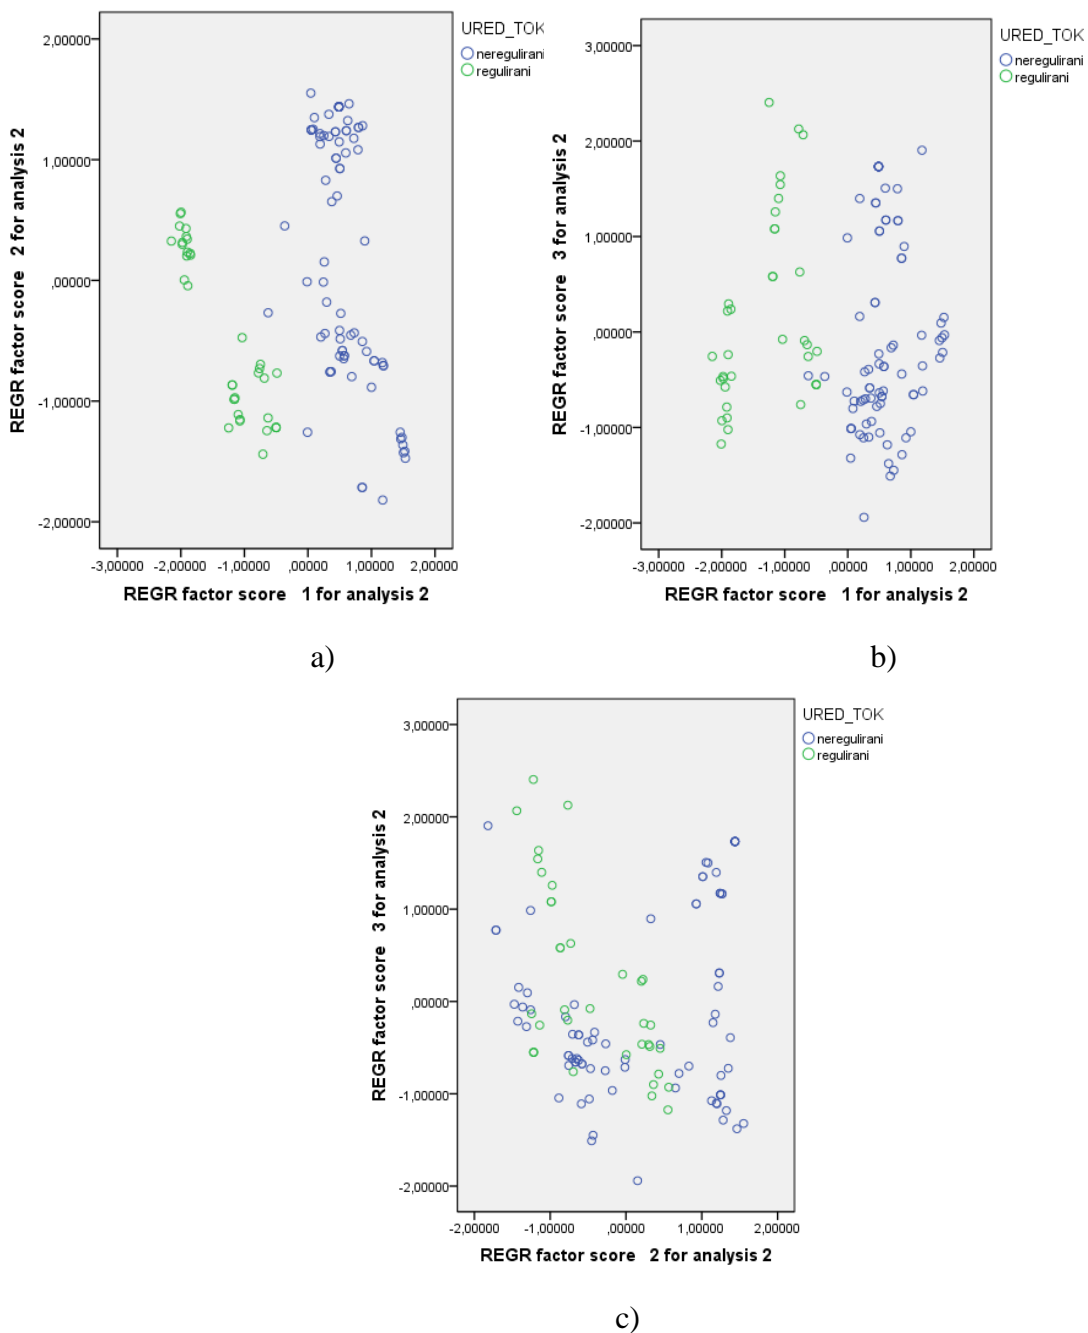 URED_TOK
neregulirani
regulirani
2,00000
1,00000
,00000
-1,00000
-2,00000
REGR factor score 2 for analysis 2
-3,00000 -2,00000 -1,00000 ,00000 1,00000 2,00000
REGR factor score 1 for analysis 2
a)
URED_TOK
neregulirani
regulirani
3,00000
2,00000
1,00000
,00000
-1,00000
-2,00000
REGR factor score 3 for analysis 2
-3,00000 -2,00000 -1,00000 ,00000 1,00000 2,00000
REGR factor score 1 for analysis 2
b)
URED_TOK
neregulirani
regulirani
3,00000
2,00000
1,00000
,00000
-1,00000
-2,00000
REGR factor score 3 for analysis 2
-2,00000 -1,00000 ,00000 1,00000 2,00000
REGR factor score 2 for analysis 2
c)